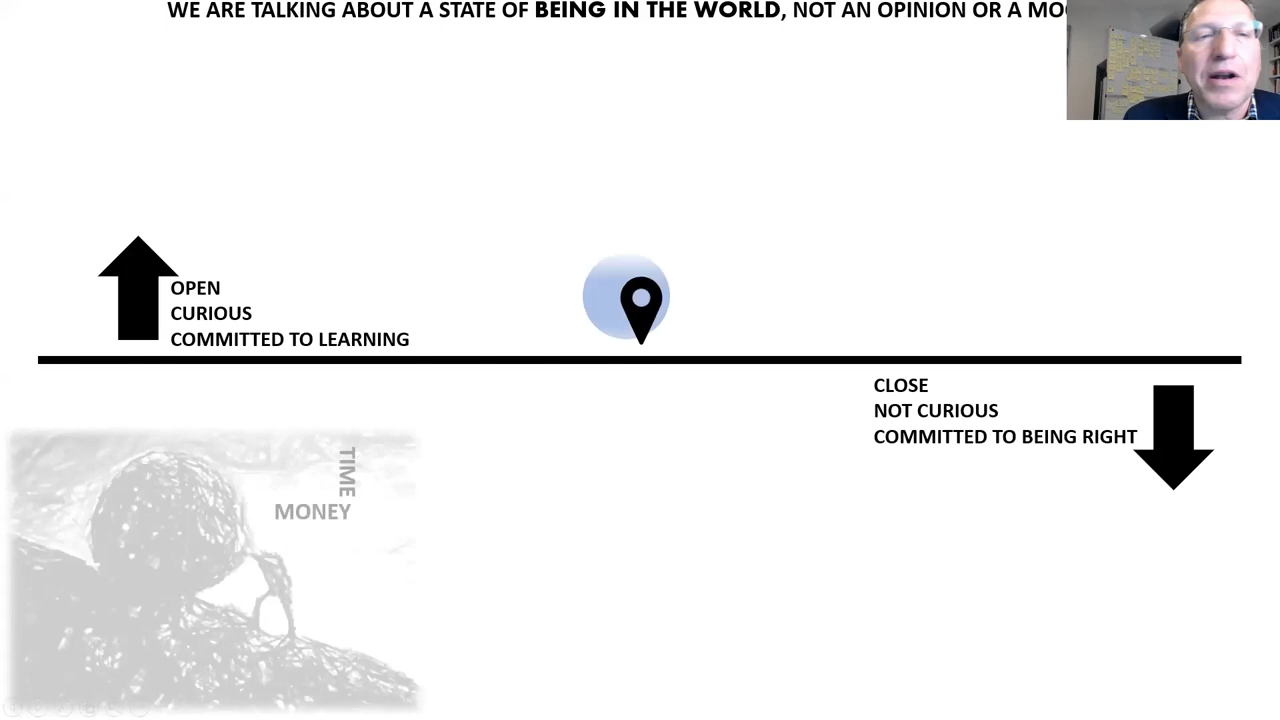 WE ARE TALKING ABOUT A STATE OF BEING IN THE WORLD, NOT AN OPINION OR A
OPEN
CURIOUS
COMMITTED TO LEARNING
CLOSE
NOT CURIOUS
COMMITTED TO BEING RIGHT
TIME
MONEY